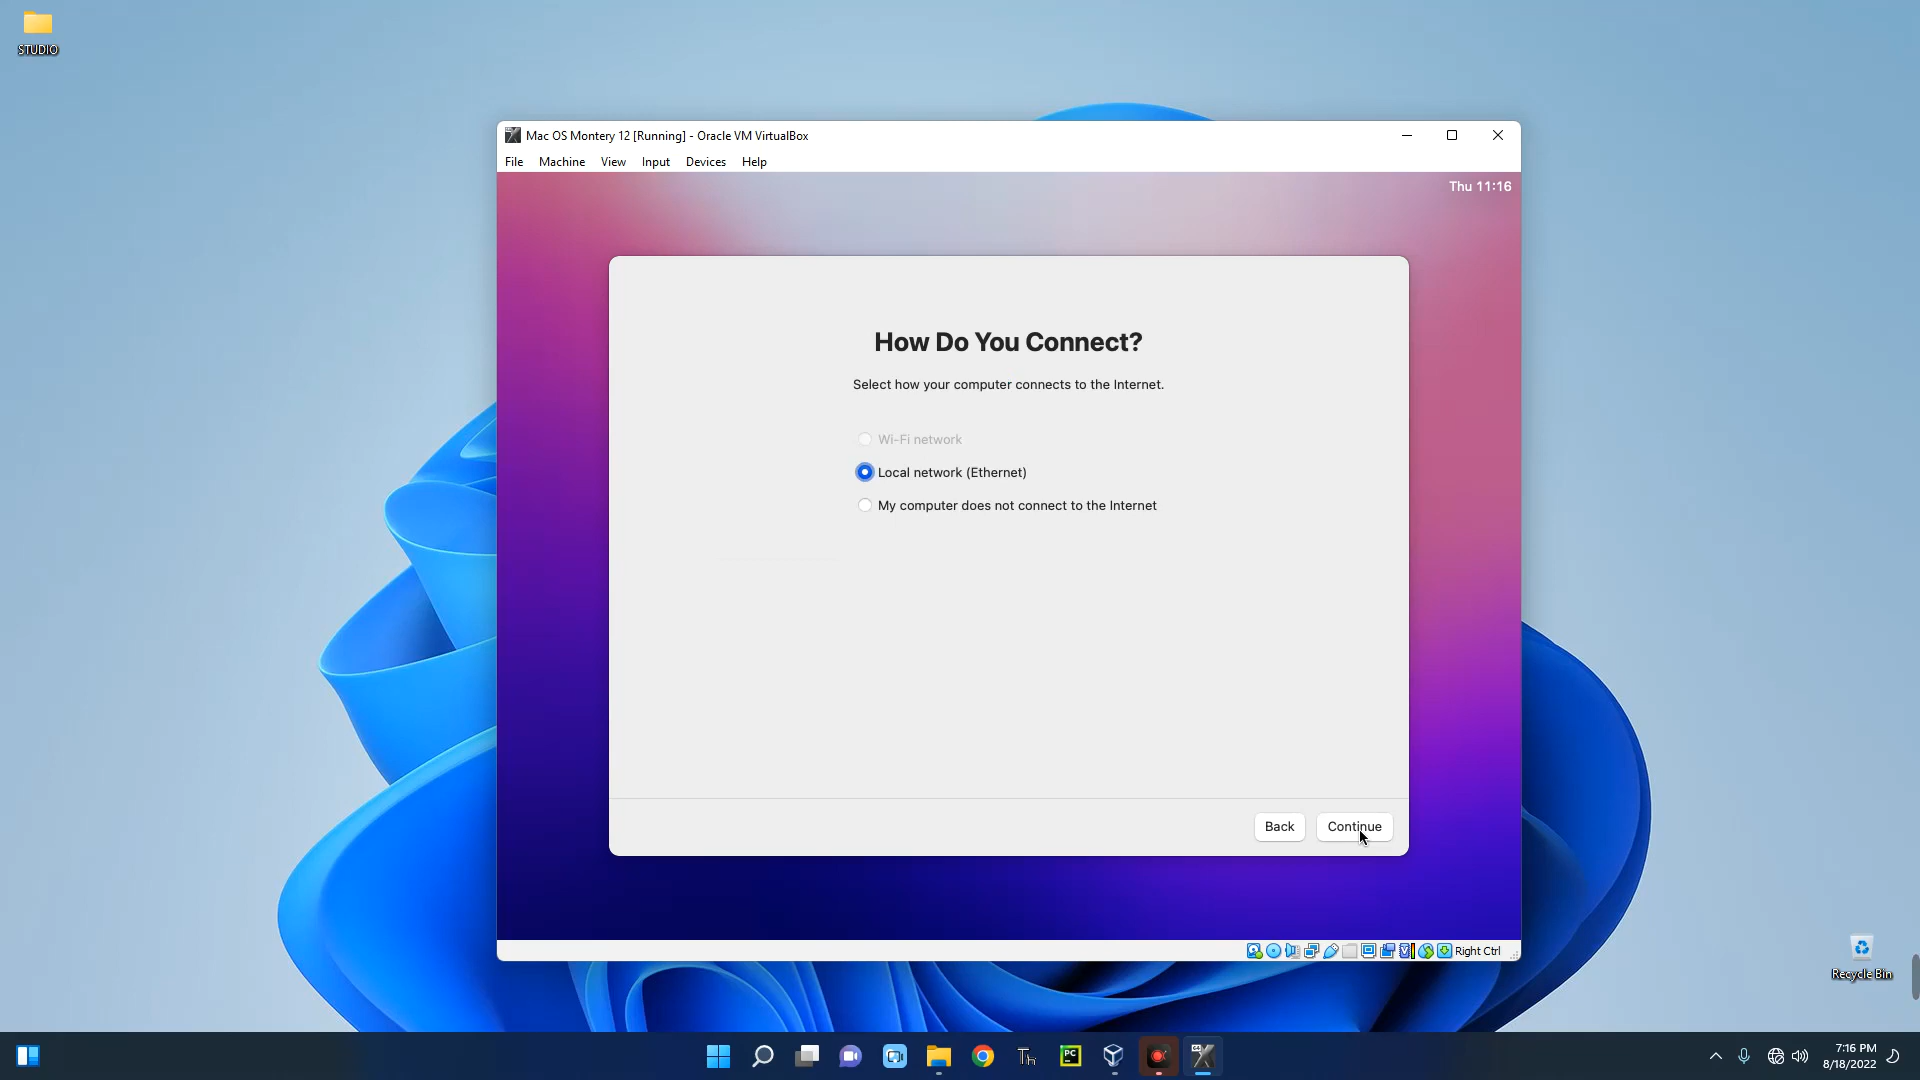 STUDIO
Mac OS Montery 12 [Running] - Oracle VM VirtualBox
File Machine View Input Devices Help
Thu 11:16
How Do You Connect?
Select how your computer connects to the Internet.
Wi-Fi network
Local network (Ethernet)
My computer does not connect to the Internet
Back Continue
Right Ctrl
Recycle Bin
Th
PC
7:16 PM
8/18/2022